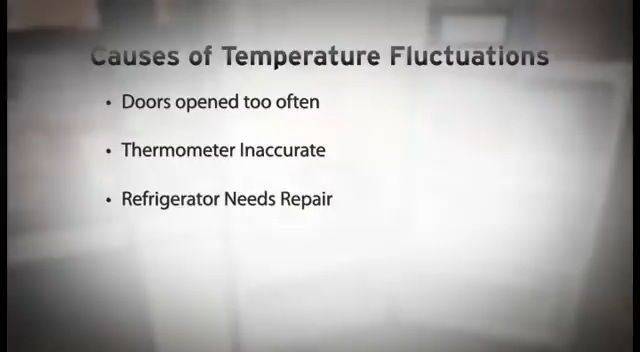 Causes of Temperature Fluctuations
• Doors opened too often
• Thermometer Inaccurate
• Refrigerator Needs Repair